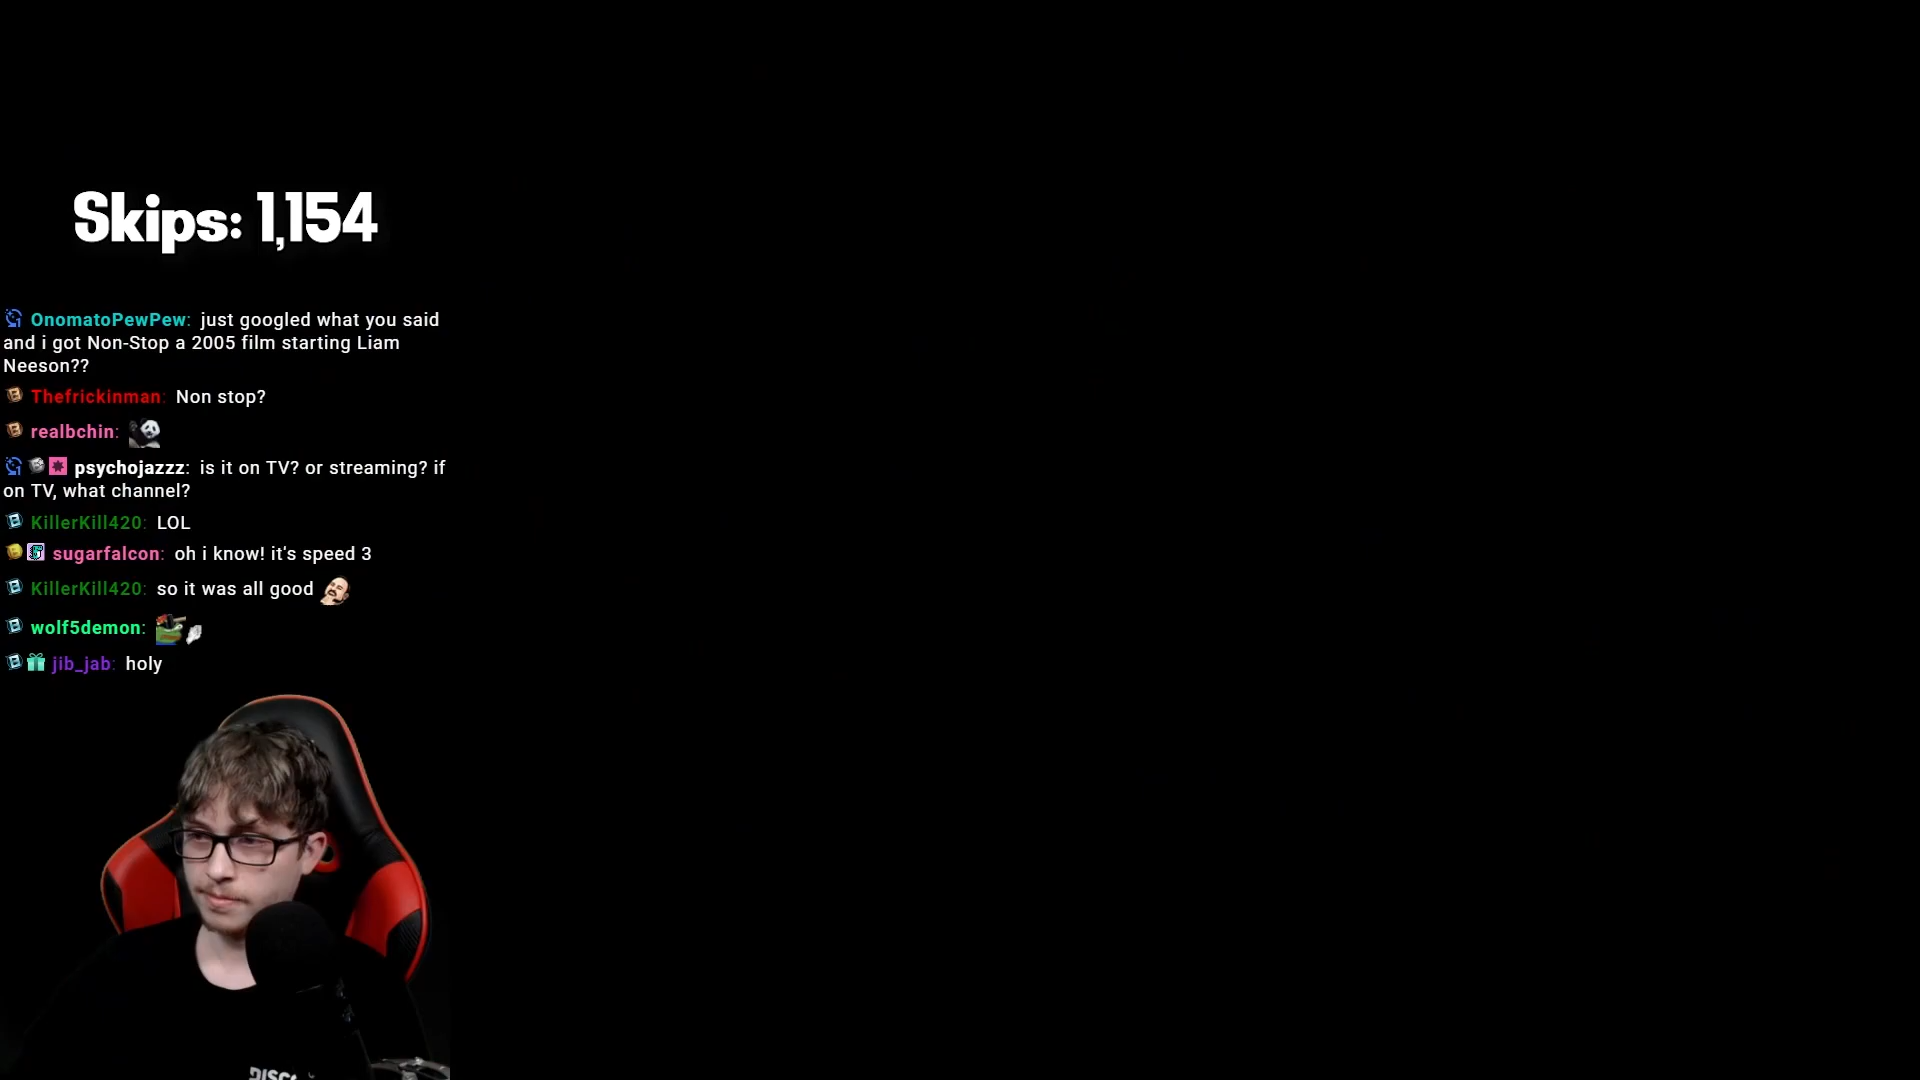 Skips: 1,154
OnomatoPewPew: just googled what you said
and i got Non-Stop a 2005 film starting Liam
Neeson??
Thefrickinman: Non stop?
realbchin:
psychojazzz: is it on TV? or streaming? if
on TV, what channel?
KillerKill420: LOL
sugarfalcon: oh i know! it's speed 3
KillerKill420: so it was all good
wolf5demon:
jib_jab: holy